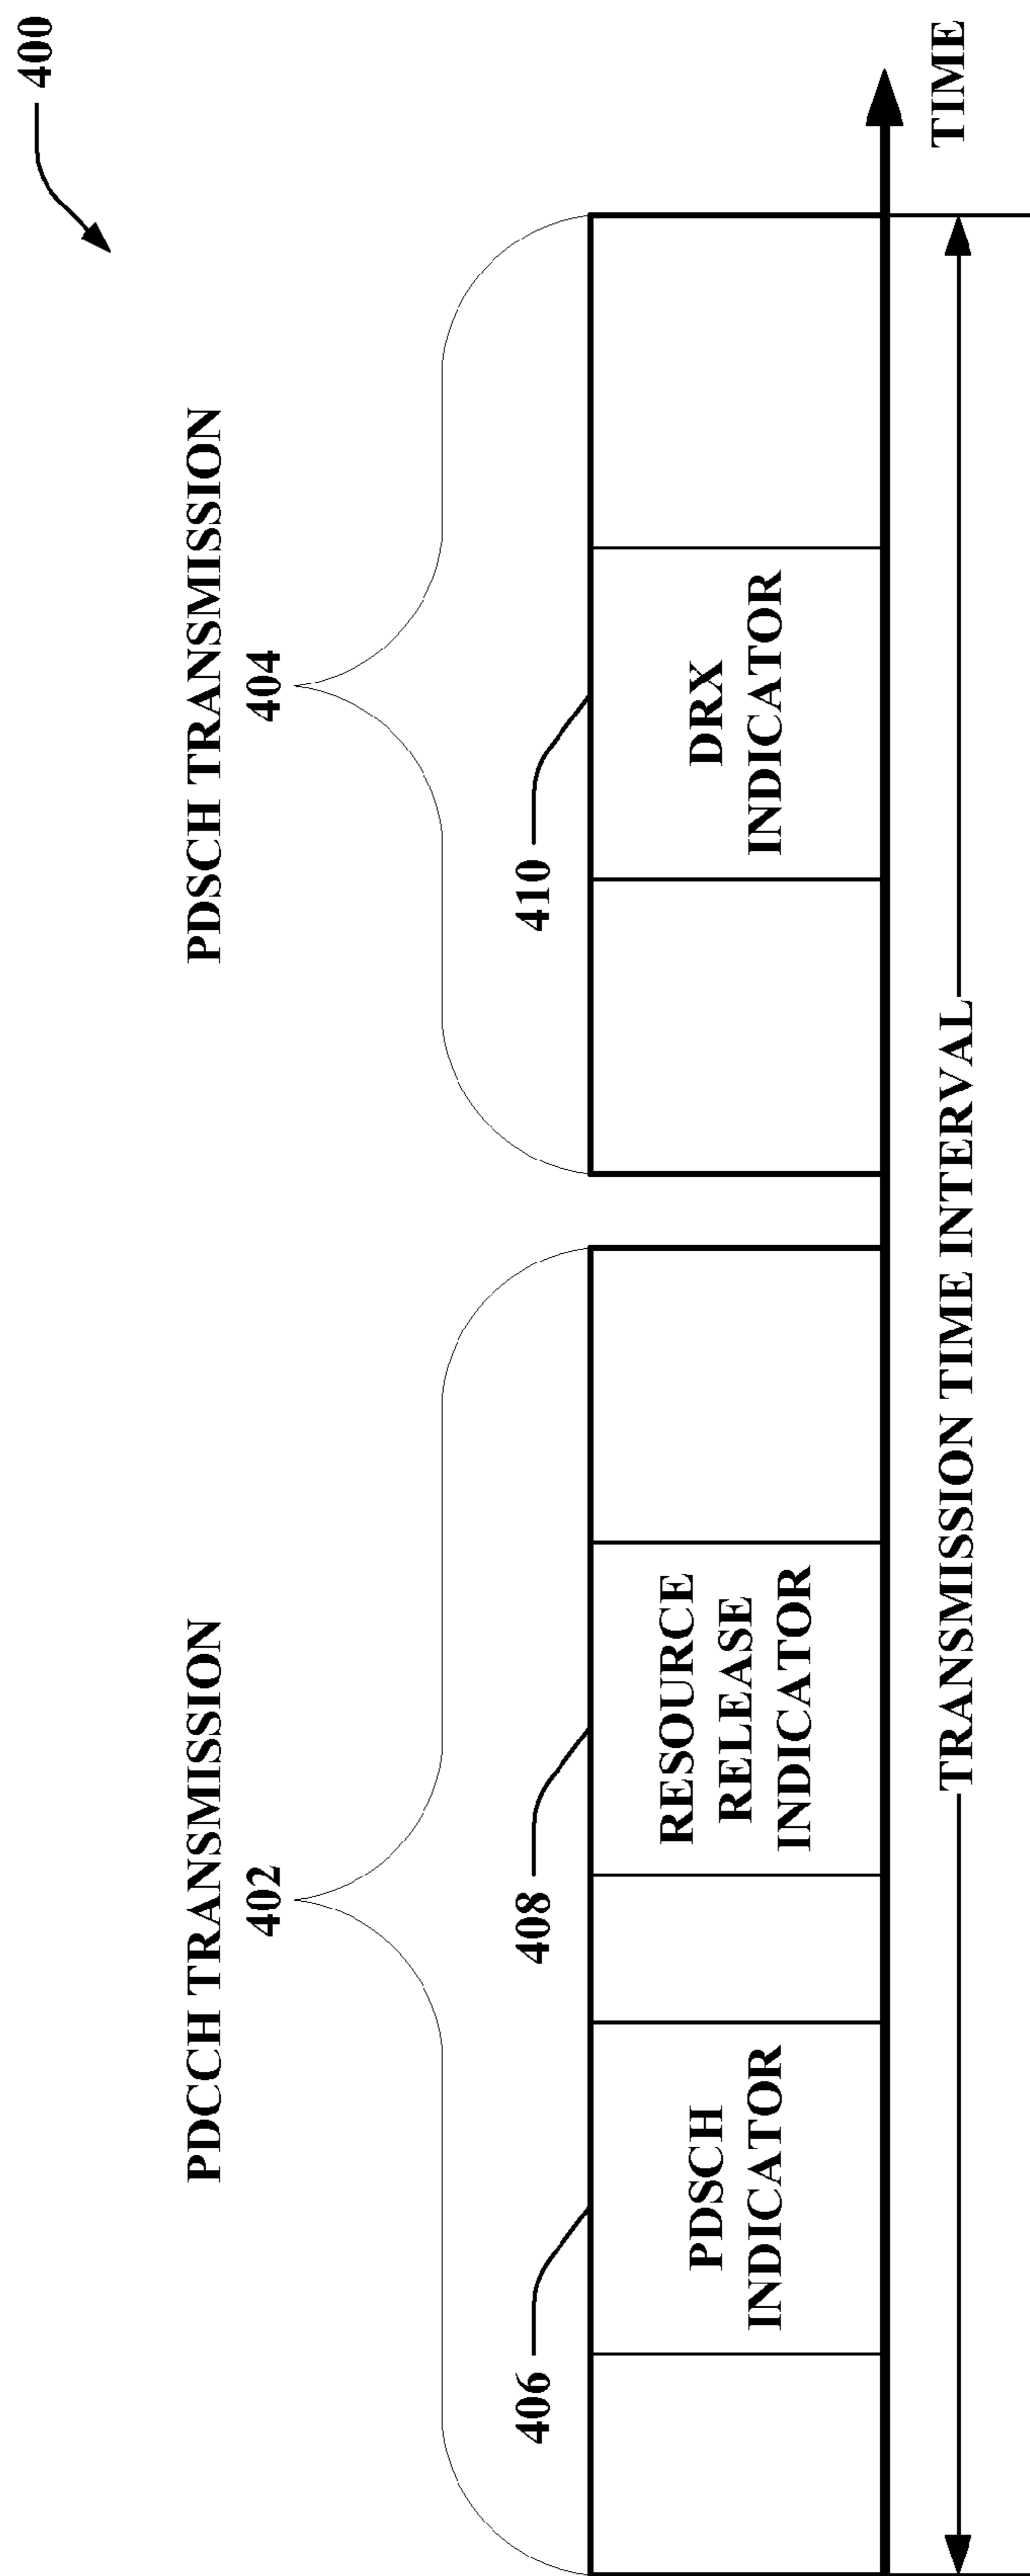 400
PDCCH TRANSMISSION
402
PDSCH TRANSMISSION
404
406
408
410
PDSCH
INDICATOR
RESOURCE
RELEASE
INDICATOR
DRX
INDICATOR
TIME
TRANSMISSION TIME INTERVAL